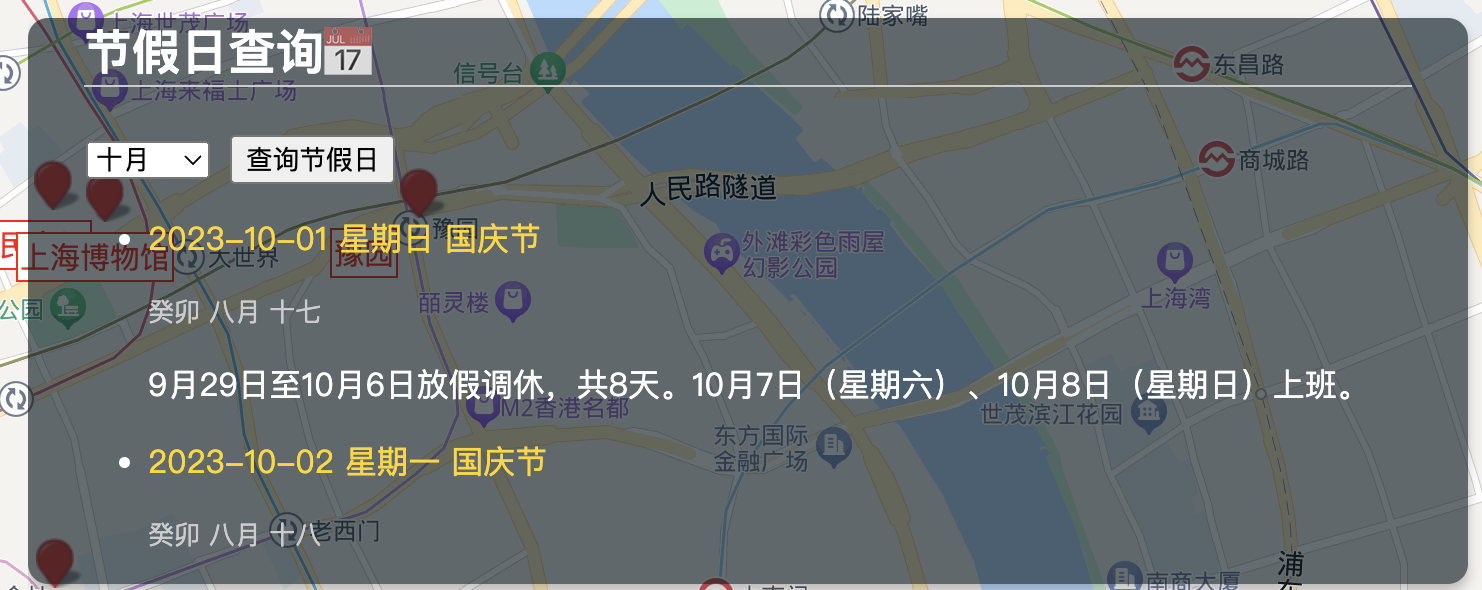 上海世茂广场
陆家嘴
节假日查询
JUL
17
信号台
东昌路
上海来福士广场
十月
查询节假日
商城路
人民路隧道
2023-10-01 星期日 国庆节
豫园
上海博物馆
大世界
豫园
外滩彩色雨屋
幻影公园
上海湾
公园
皕灵楼
癸卯 八月 十七
9月29日至10月6日放假调休，共8天。10月7日（星期六）、10月8日（星期日）上班。
M2香港名都
世茂滨江花园
东方国际
金融广场
2023-10-02 星期一 国庆节
癸卯 八月 十八
老西门
南商大厦
浦